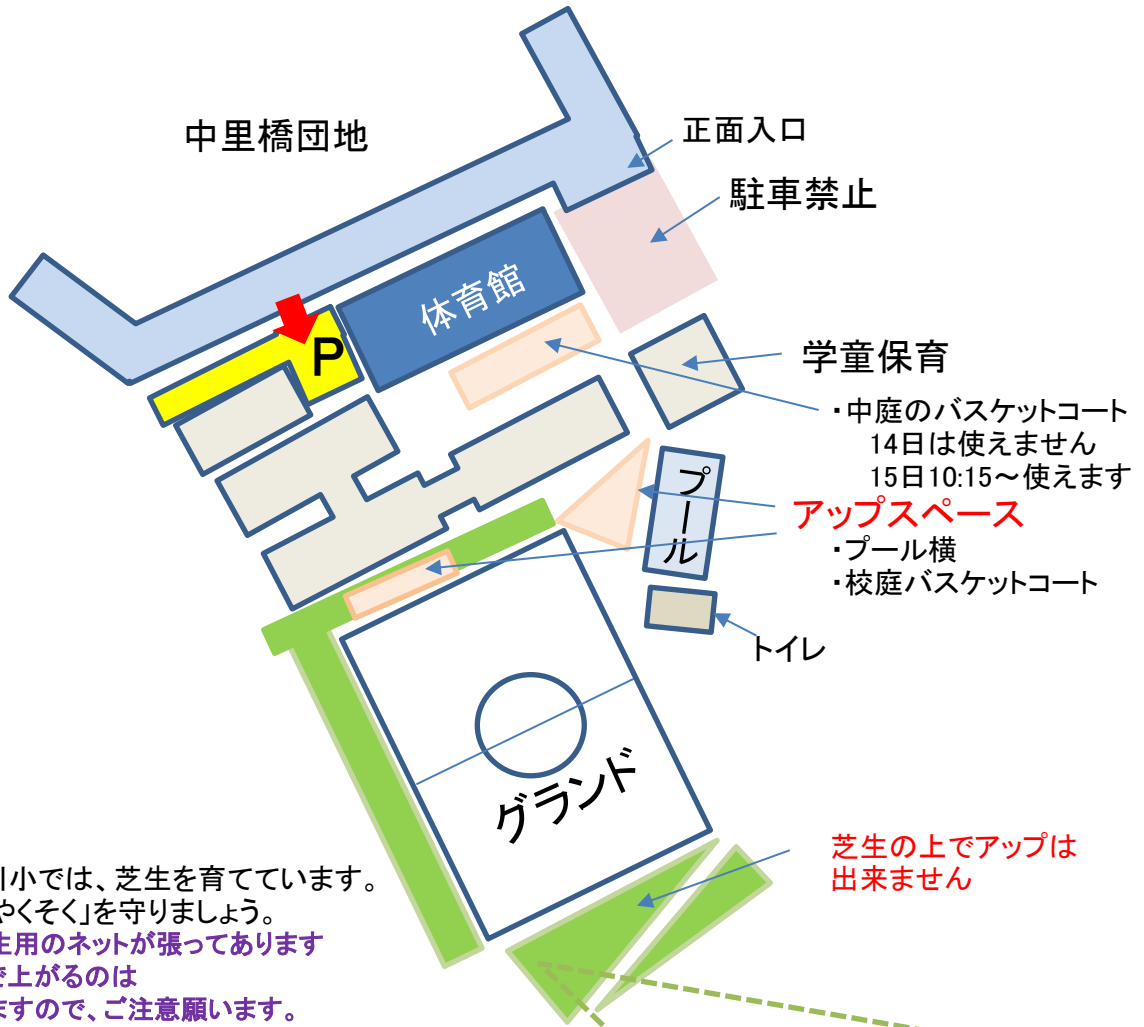 中里橋団地
正面入口
駐車禁止
体育館
P
学童保育
・中庭のバスケットコート
14日は使えません
15日10:15～使えます
プール
アップスペース
・プール横
・校庭バスケットコート
トイレ
グランド
芝生の上でアップは
出来ません
小では、芝生を育てています。
やくそく」を守りましょう。
生用のネットが張ってあります
で上がるのは
ますので、ご注意願います。